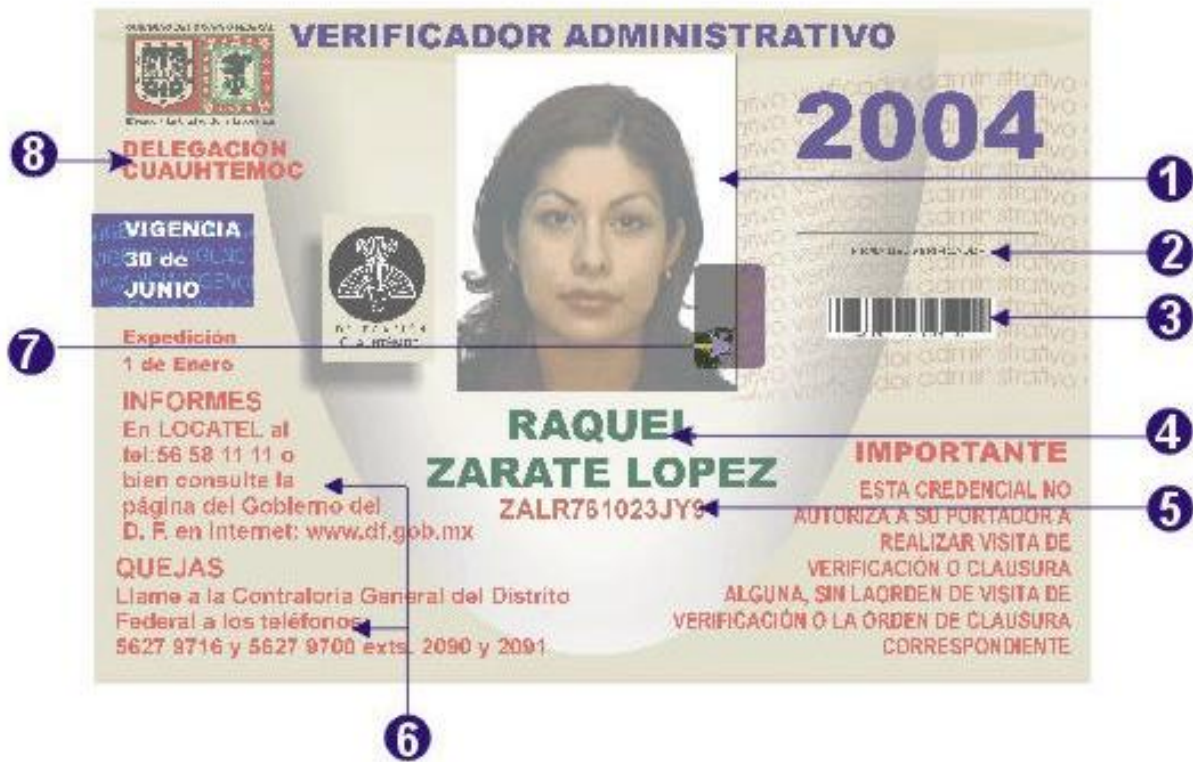 VERIFICADOR ADMINISTRATIVO
2004
8
DELEGACION
CUAUHTEMOC
1
VIGENCIA
30 de
JUNIO
2
3
7
Expedición
1 de Enero
INFORMES
En LOCATEL al
tel:56 58 11 11 o
bien consulte la
página del Gobierno del
D. F. en Internet: www.df.gob.mx
QUEJAS
Llame a la Contraloría General del Distrito
Federal a los teléfonos
5627 9716 y 5627 9700 exts. 2090 y 2091
RAQUEL
ZARATE LOPEZ
ZALR761023JY9
4
5
IMPORTANTE
ESTA CREDENCIAL NO
AUTORIZA A SU PORTADOR A
REALIZAR VISITA DE
VERIFICACIÓN O CLAUSURA
ALGUNA, SIN LAORDEN DE VISITA DE
VERIFICACIÓN O LA ORDEN DE CLAUSURA
CORRESPONDIENTE
6